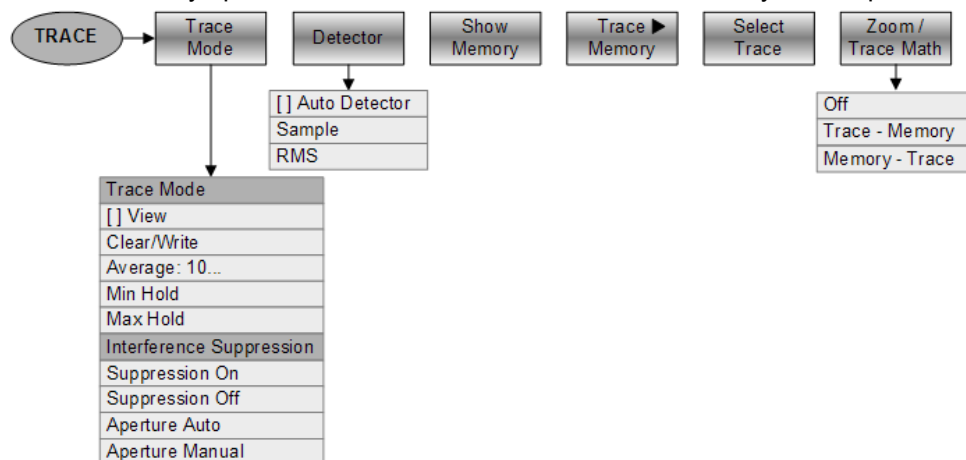 TRACE
Trace
Mode
Detector
Show
Memory
Trace ▶
Memory
Select
Trace
Zoom /
Trace Math
[ ] Auto Detector
Sample
RMS
Off
Trace - Memory
Memory - Trace
Trace Mode
[ ] View
Clear/Write
Average: 10...
Min Hold
Max Hold
Interference Suppression
Suppression On
Suppression Off
Aperture Auto
Aperture Manual